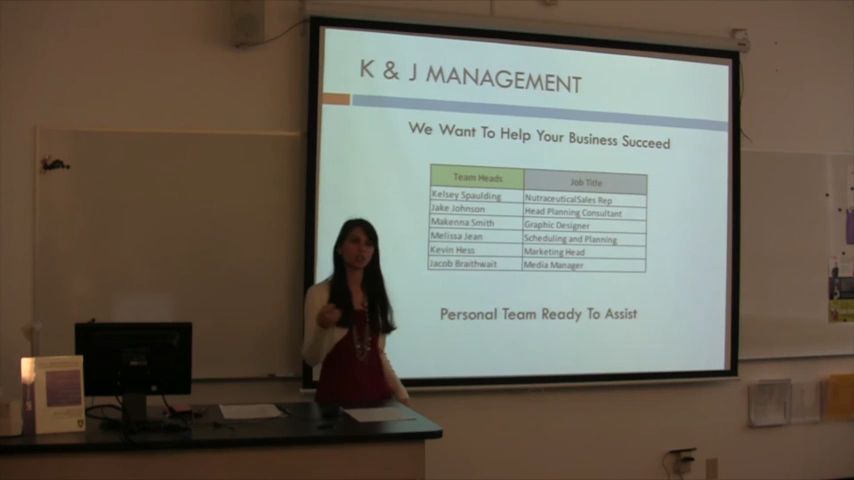 K & J MANAGEMENT
We Want To Help Your Business Succeed
Team Heads Job Title
Kelsey Spaulding NutraceuticalSales Rep
Jake Johnson Head Planning Consultant
Makenna Smith Graphic Designer
Melissa Jean Scheduling and Planning
Kevin Hess Marketing Head
Jacob Braithwait Media Manager
Personal Team Ready To Assist